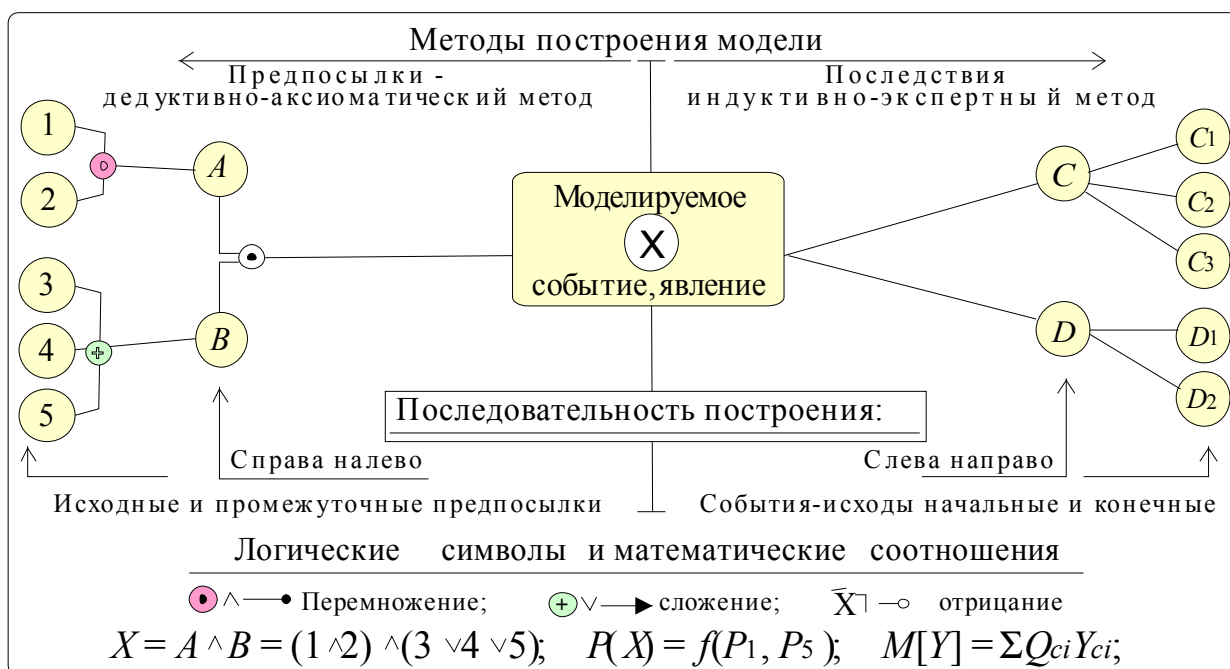 Методы построения модели
Предпосылки -
дедуктивно-аксиоматический метод
Последствия
индуктивно-экспертный метод
1
2
3
4
5
A
B
Моделируемое
X
событие, явление
C
D
C1
C2
C3
D1
D2
Последовательность построения:
Справа налево
Слева направо
Исходные и промежуточные предпосылки
События-исходы начальные и конечные
Логические символы и математические соотношения
^ Перемножение; + ∨ сложение; X̄ ¬ отрицание
X = A ^ B = (1 ^2) ^(3 ∨4 ∨5); P(X) = f(P1, P5 ); M[Y] = ΣQci Yci;